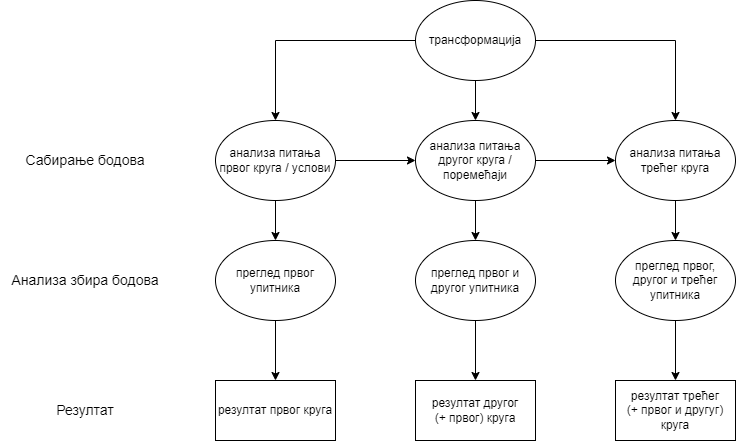 трансформација
Сабирање бодова
анализа питања
првог круга / услови
анализа питања
другог круга /
поремећаји
анализа питања
трећег круга
Анализа збира бодова
преглед првог
упитника
преглед првог и
другог упитника
преглед првог,
другог и трећег
упитника
Резултат
резултат првог круга
резултат другог
(+ првог) круга
резултат трећег
(+ првог и другуг)
круга